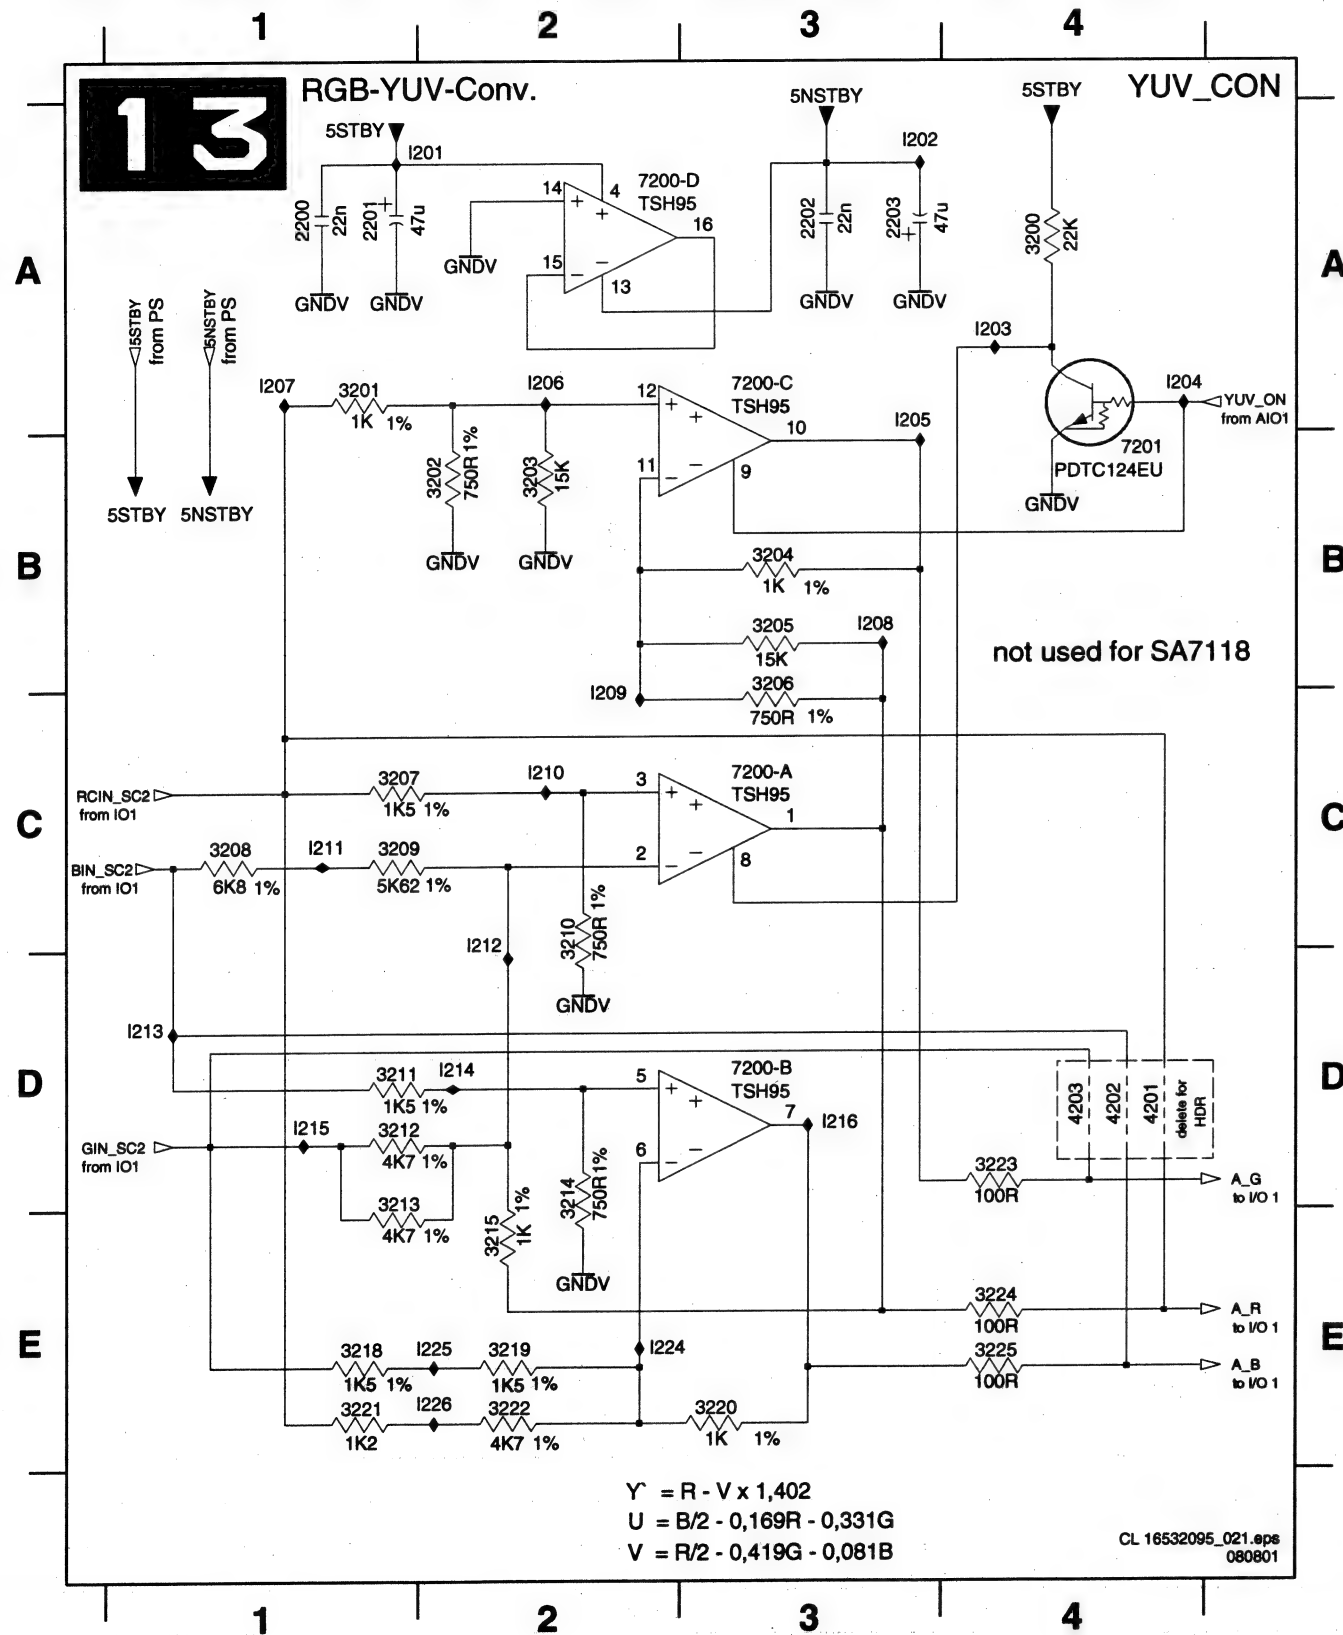 1 2 3 4
13
RGB-YUV-Conv.
YUV_CON
5STBY
5NSTBY
5STBY
I201
I202
2200
22n
2201
47u
14
15
4
13
16
7200-D
TSH95
2202
22n
2203
47u
3200
22K
GNDV
GNDV
GNDV
GNDV
GNDV
A
A
5STBY
from PS
5NSTBY
from PS
5STBY
5NSTBY
I203
I204
YUV_ON
from AIO1
7201
PDTC124EU
GNDV
I207
3201
1K 1%
I206
12
11
7200-C
TSH95
10
9
I205
3202
750R 1%
3203
15K
GNDV
GNDV
B
B
3204
1K 1%
3205
15K
I208
not used for SA7118
I209
3206
750R 1%
RCIN_SC2
from IO1
3207
1K5 1%
I210
3
2
7200-A
TSH95
1
8
C
C
BIN_SC2
from IO1
3208
6K8 1%
I211
3209
5K62 1%
3210
750R 1%
I212
GNDV
I213
D
D
3211
1K5 1%
I214
5
6
7200-B
TSH95
7
I216
4203
4202
4201
delete for
HDR
GIN_SC2
from IO1
I215
3212
4K7 1%
3213
4K7 1%
3214
750R 1%
3215
1K 1%
GNDV
3223
100R
A_G
to I/O 1
3224
100R
A_R
to I/O 1
E
E
3218
1K5 1%
I225
3219
1K5 1%
I224
3225
100R
A_B
to I/O 1
3221
1K2
I226
3222
4K7 1%
3220
1K 1%
Y` = R - V x 1,402
U = B/2 - 0,169R - 0,331G
V = R/2 - 0,419G - 0,081B
CL 16532095_021.eps
080801
1 2 3 4